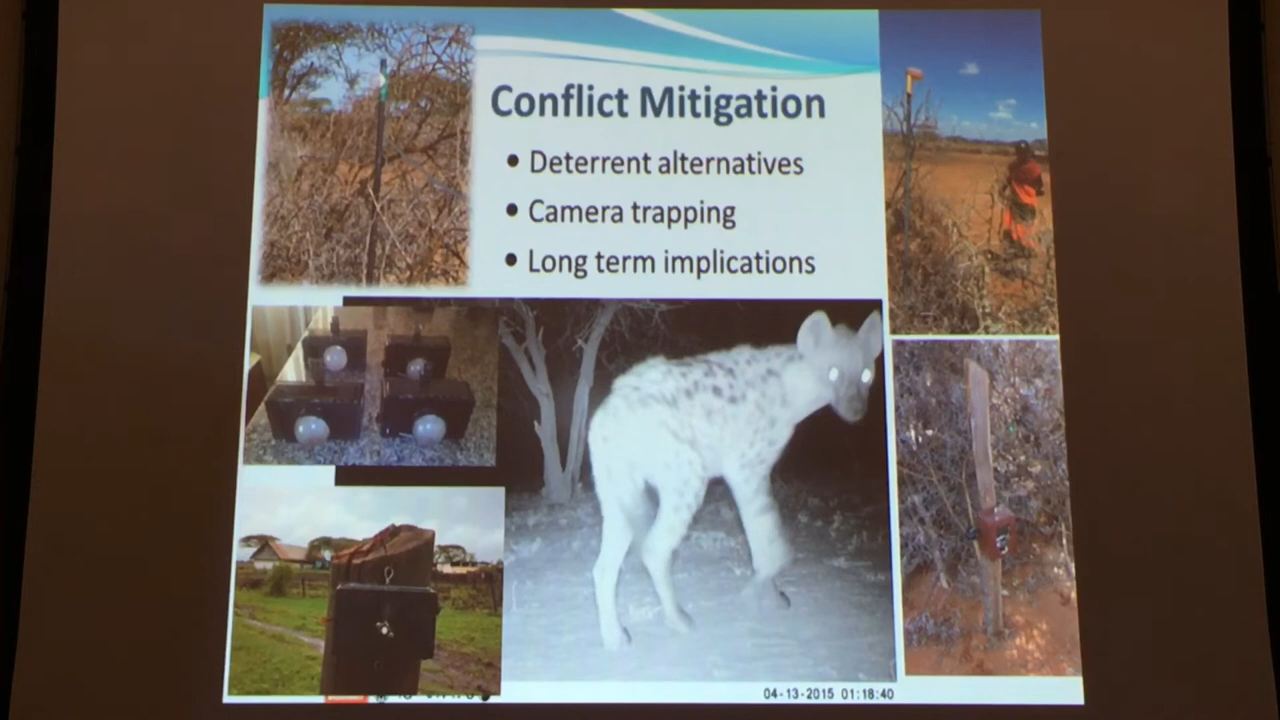 Conflict Mitigation
• Deterrent alternatives
• Camera trapping
• Long term implications
04-13-2015 01:18:40